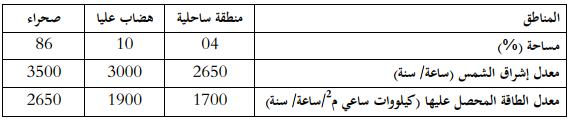 المناطق منطقة ساحلية هضاب عليا صحراء
مساحة (%) 04 10 86
معدل إشراق الشمس (ساعة/ سنة) 2650 3000 3500
معدل الطاقة المحصل عليها (كيلووات ساعي م²/ساعة/ سنة) 1700 1900 2650